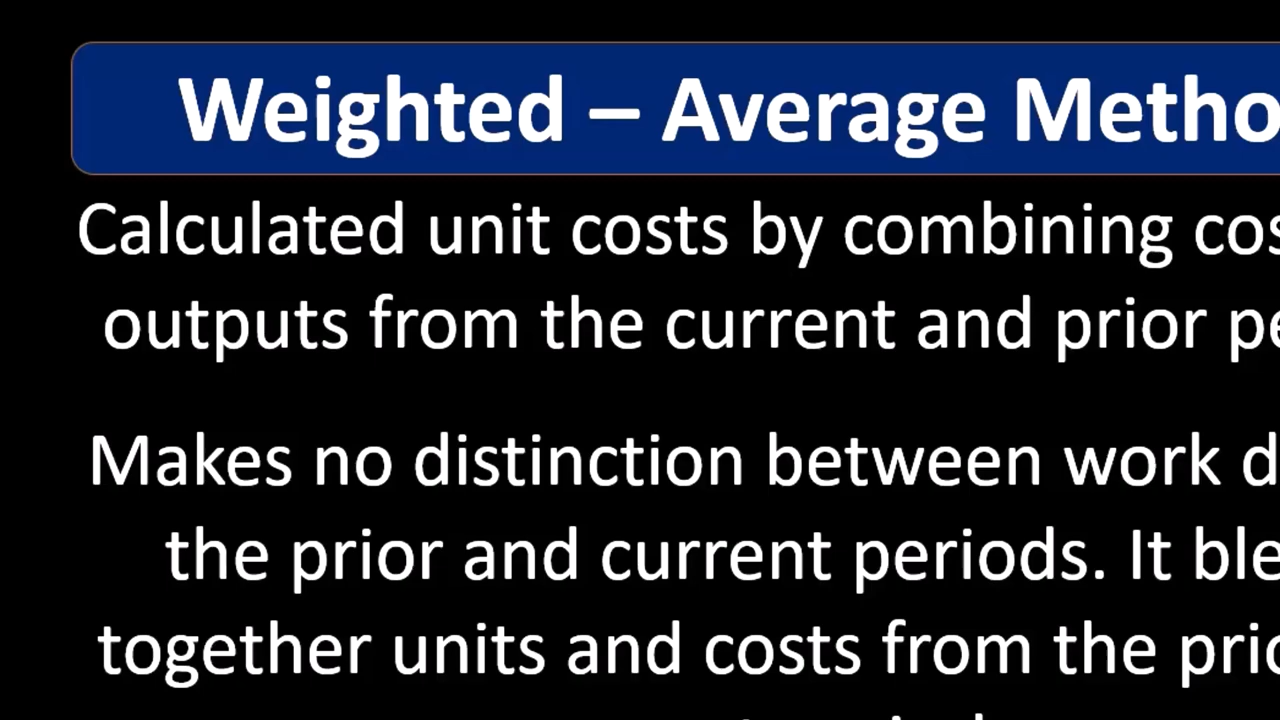 Weighted – Average Metho
Calculated unit costs by combining cos
outputs from the current and prior pe
Makes no distinction between work d
the prior and current periods. It ble
together units and costs from the pric